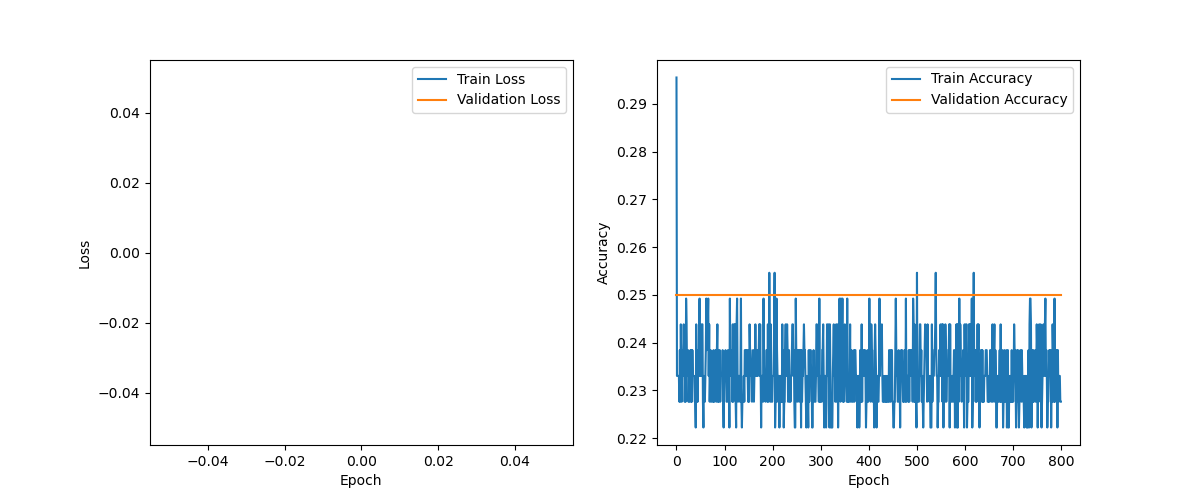 Train Loss
Validation Loss
0.04
0.02
0.00
−0.02
−0.04
Loss
−0.04 −0.02 0.00 0.02 0.04
Epoch
Train Accuracy
Validation Accuracy
0.29
0.28
0.27
0.26
0.25
0.24
0.23
0.22
Accuracy
0 100 200 300 400 500 600 700 800
Epoch